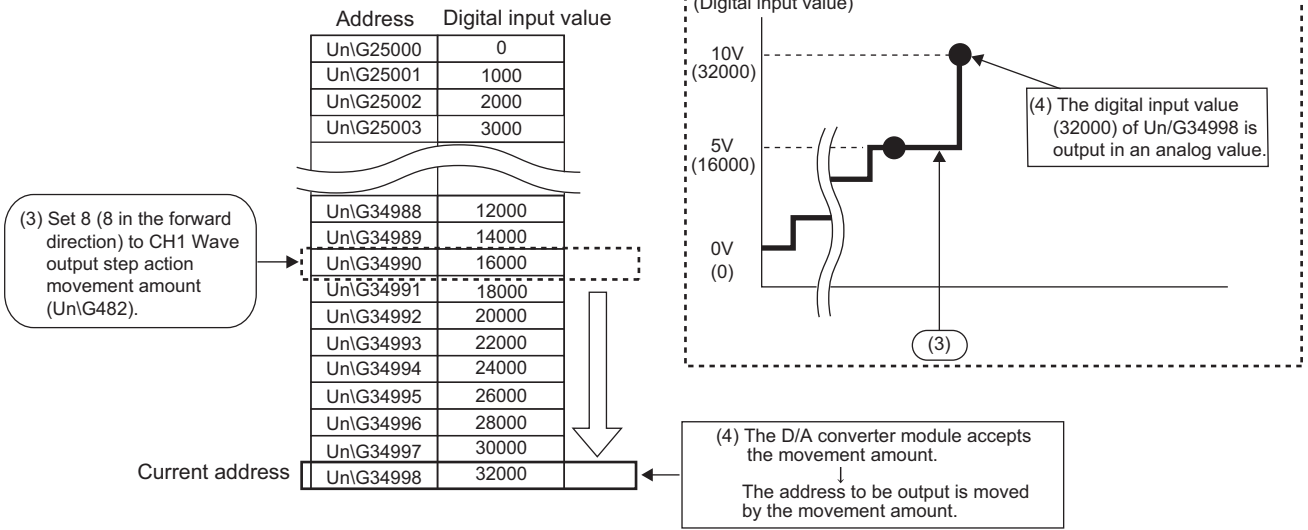 Address Digital input value
Un\G25000 0
Un\G25001 1000
Un\G25002 2000
Un\G25003 3000
Un\G34988 12000
Un\G34989 14000
Un\G34990 16000
Un\G34991 18000
Un\G34992 20000
Un\G34993 22000
Un\G34994 24000
Un\G34995 26000
Un\G34996 28000
Un\G34997 30000
Current address Un\G34998 32000
(3) Set 8 (8 in the forward
direction) to CH1 Wave
output step action
movement amount
(Un\G482).
(Digital input value)
10V
(32000)
5V
(16000)
0V
(0)
(4) The digital input value
(32000) of Un/G34998 is
output in an analog value.
(3)
(4) The D/A converter module accepts
the movement amount.
↓
The address to be output is moved
by the movement amount.